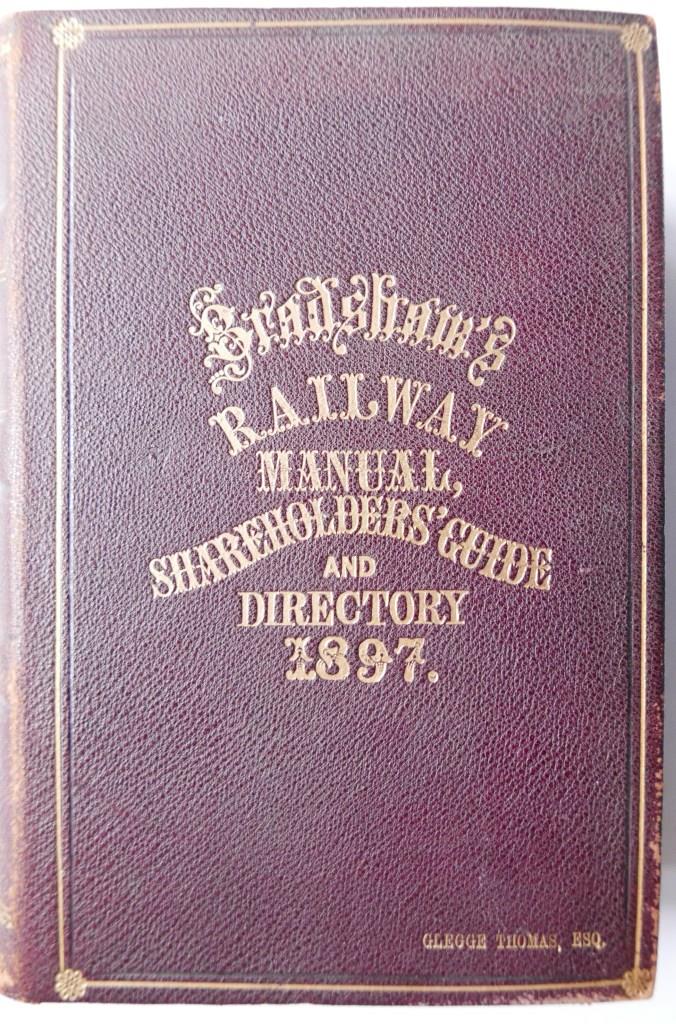 Bradshaw's
RAILWAY
MANUAL,
SHAREHOLDERS' GUIDE
AND
DIRECTORY
1897.
GLEGGE THOMAS, ESQ.